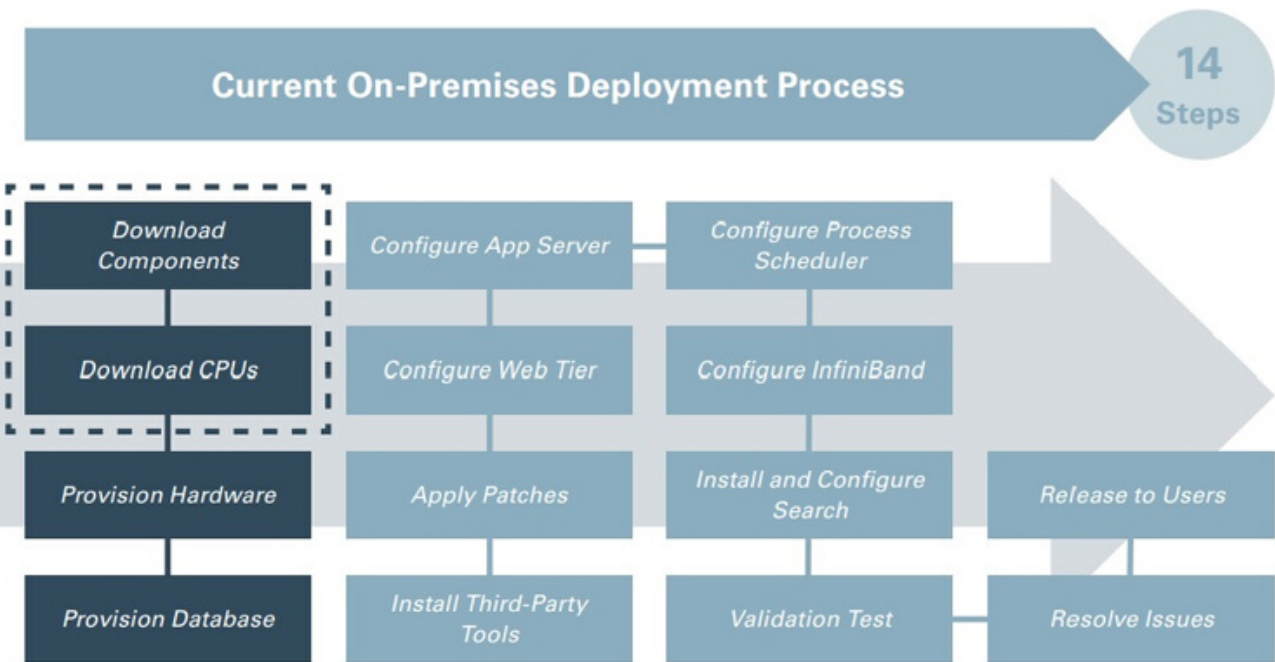 Current On-Premises Deployment Process
14
Steps
Download
Components
Download CPUs
Provision Hardware
Provision Database
Configure App Server
Configure Web Tier
Apply Patches
Install Third-Party
Tools
Configure Process
Scheduler
Configure InfiniBand
Install and Configure
Search
Validation Test
Release to Users
Resolve Issues